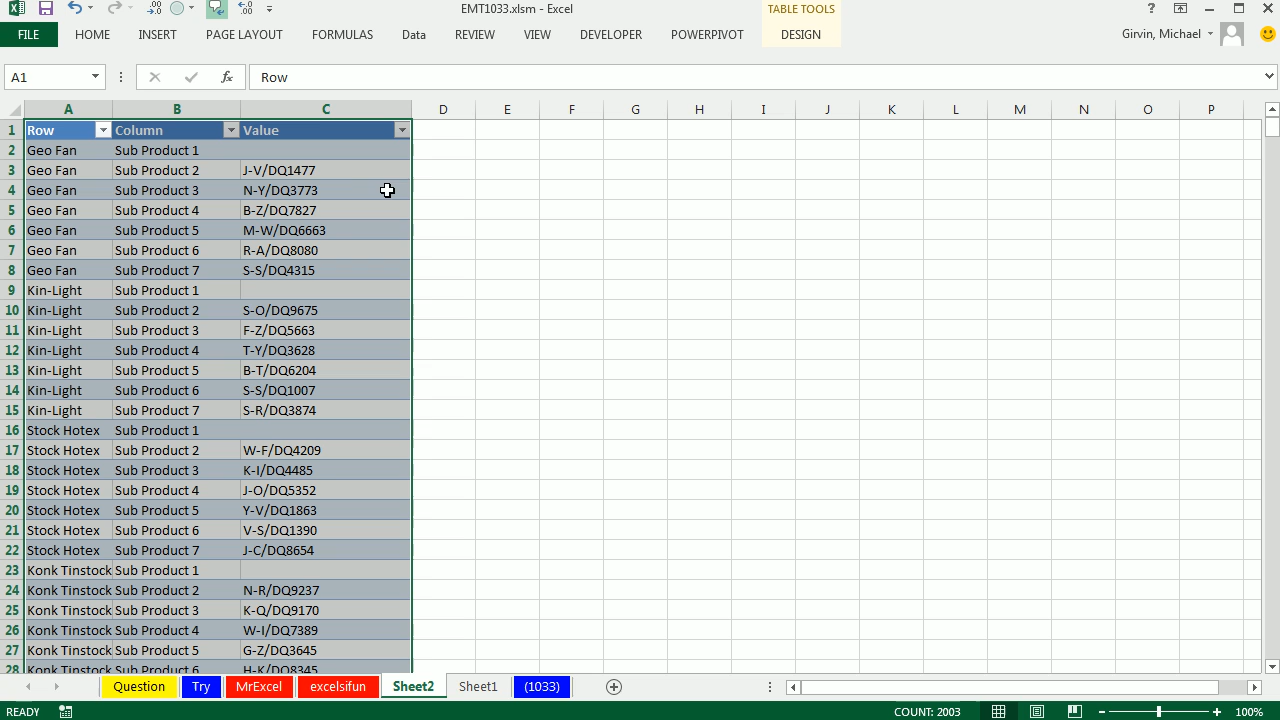 EMT1033.xlsm - Excel
TABLE TOOLS
?
FILE HOME INSERT PAGE LAYOUT FORMULAS Data REVIEW VIEW DEVELOPER POWERPIVOT DESIGN Girvin, Michael
A1 fx Row
A B C D E F G H I J K L M N O P
1 Row Column Value
2 Geo Fan Sub Product 1
3 Geo Fan Sub Product 2 J-V/DQ1477
4 Geo Fan Sub Product 3 N-Y/DQ3773
5 Geo Fan Sub Product 4 B-Z/DQ7827
6 Geo Fan Sub Product 5 M-W/DQ6663
7 Geo Fan Sub Product 6 R-A/DQ8080
8 Geo Fan Sub Product 7 S-S/DQ4315
9 Kin-Light Sub Product 1
10 Kin-Light Sub Product 2 S-O/DQ9675
11 Kin-Light Sub Product 3 F-Z/DQ5663
12 Kin-Light Sub Product 4 T-Y/DQ3628
13 Kin-Light Sub Product 5 B-T/DQ6204
14 Kin-Light Sub Product 6 S-S/DQ1007
15 Kin-Light Sub Product 7 S-R/DQ3874
16 Stock Hotex Sub Product 1
17 Stock Hotex Sub Product 2 W-F/DQ4209
18 Stock Hotex Sub Product 3 K-I/DQ4485
19 Stock Hotex Sub Product 4 J-O/DQ5352
20 Stock Hotex Sub Product 5 Y-V/DQ1863
21 Stock Hotex Sub Product 6 V-S/DQ1390
22 Stock Hotex Sub Product 7 J-C/DQ8654
23 Konk Tinstock Sub Product 1
24 Konk Tinstock Sub Product 2 N-R/DQ9237
25 Konk Tinstock Sub Product 3 K-Q/DQ9170
26 Konk Tinstock Sub Product 4 W-I/DQ7389
27 Konk Tinstock Sub Product 5 G-Z/DQ3645
28 Konk Tinstock Sub Product 6 H-K/DQ8345
Question Try MrExcel excelsifun Sheet2 Sheet1 (1033)
READY COUNT: 2003 100%